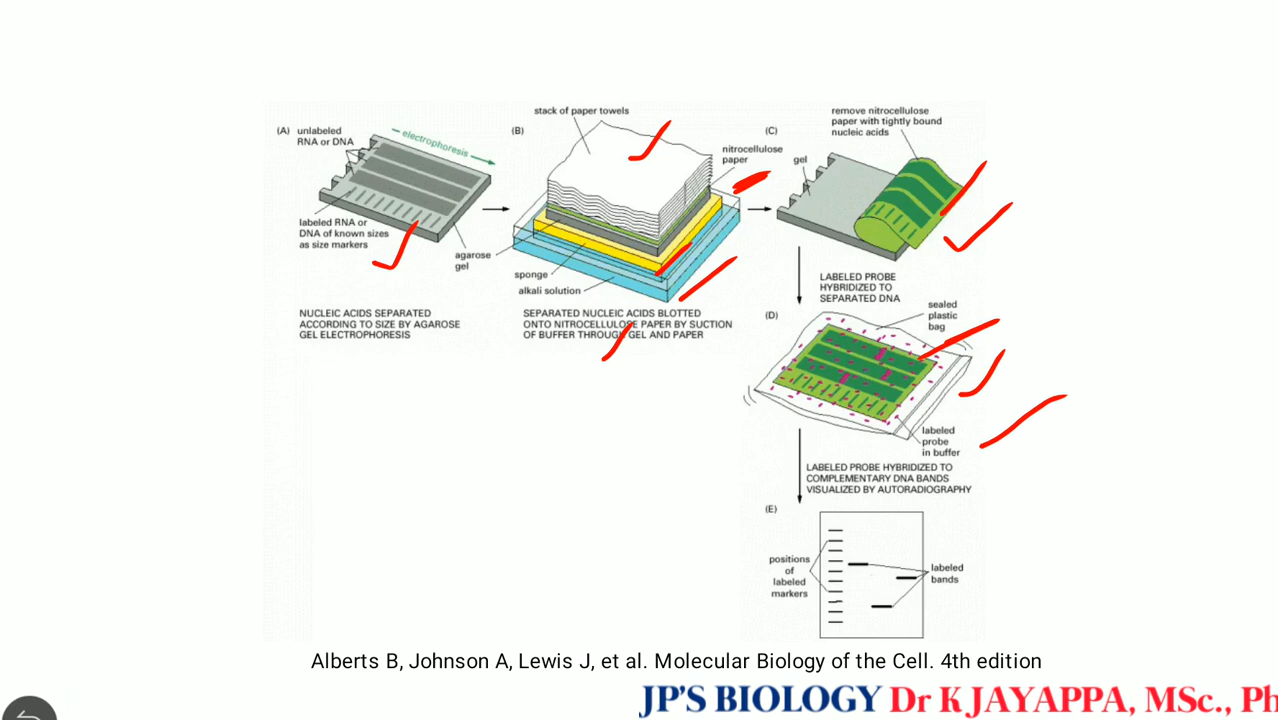 stack of paper towels
(A) unlabeled
RNA or DNA
electrophoresis
labeled RNA or
DNA of known sizes
as size markers
agarose
gel
NUCLEIC ACIDS SEPARATED
ACCORDING TO SIZE BY AGAROSE
GEL ELECTROPHORESIS
(B)
nitrocellulose
paper
sponge
alkali solution
SEPARATED NUCLEIC ACIDS BLOTTED
ONTO NITROCELLULOSE PAPER BY SUCTION
OF BUFFER THROUGH GEL AND PAPER
remove nitrocellulose
paper with tightly bound
nucleic acids
(C)
gel
LABELED PROBE
HYBRIDIZED TO
SEPARATED DNA
(D)
sealed
plastic
bag
labeled
probe
in buffer
LABELED PROBE HYBRIDIZED TO
COMPLEMENTARY DNA BANDS
VISUALIZED BY AUTORADIOGRAPHY
(E)
positions
of
labeled
markers
labeled
bands
Alberts B, Johnson A, Lewis J, et al. Molecular Biology of the Cell. 4th edition
JP'S BIOLOGY Dr K JAYAPPA, MSc., Ph